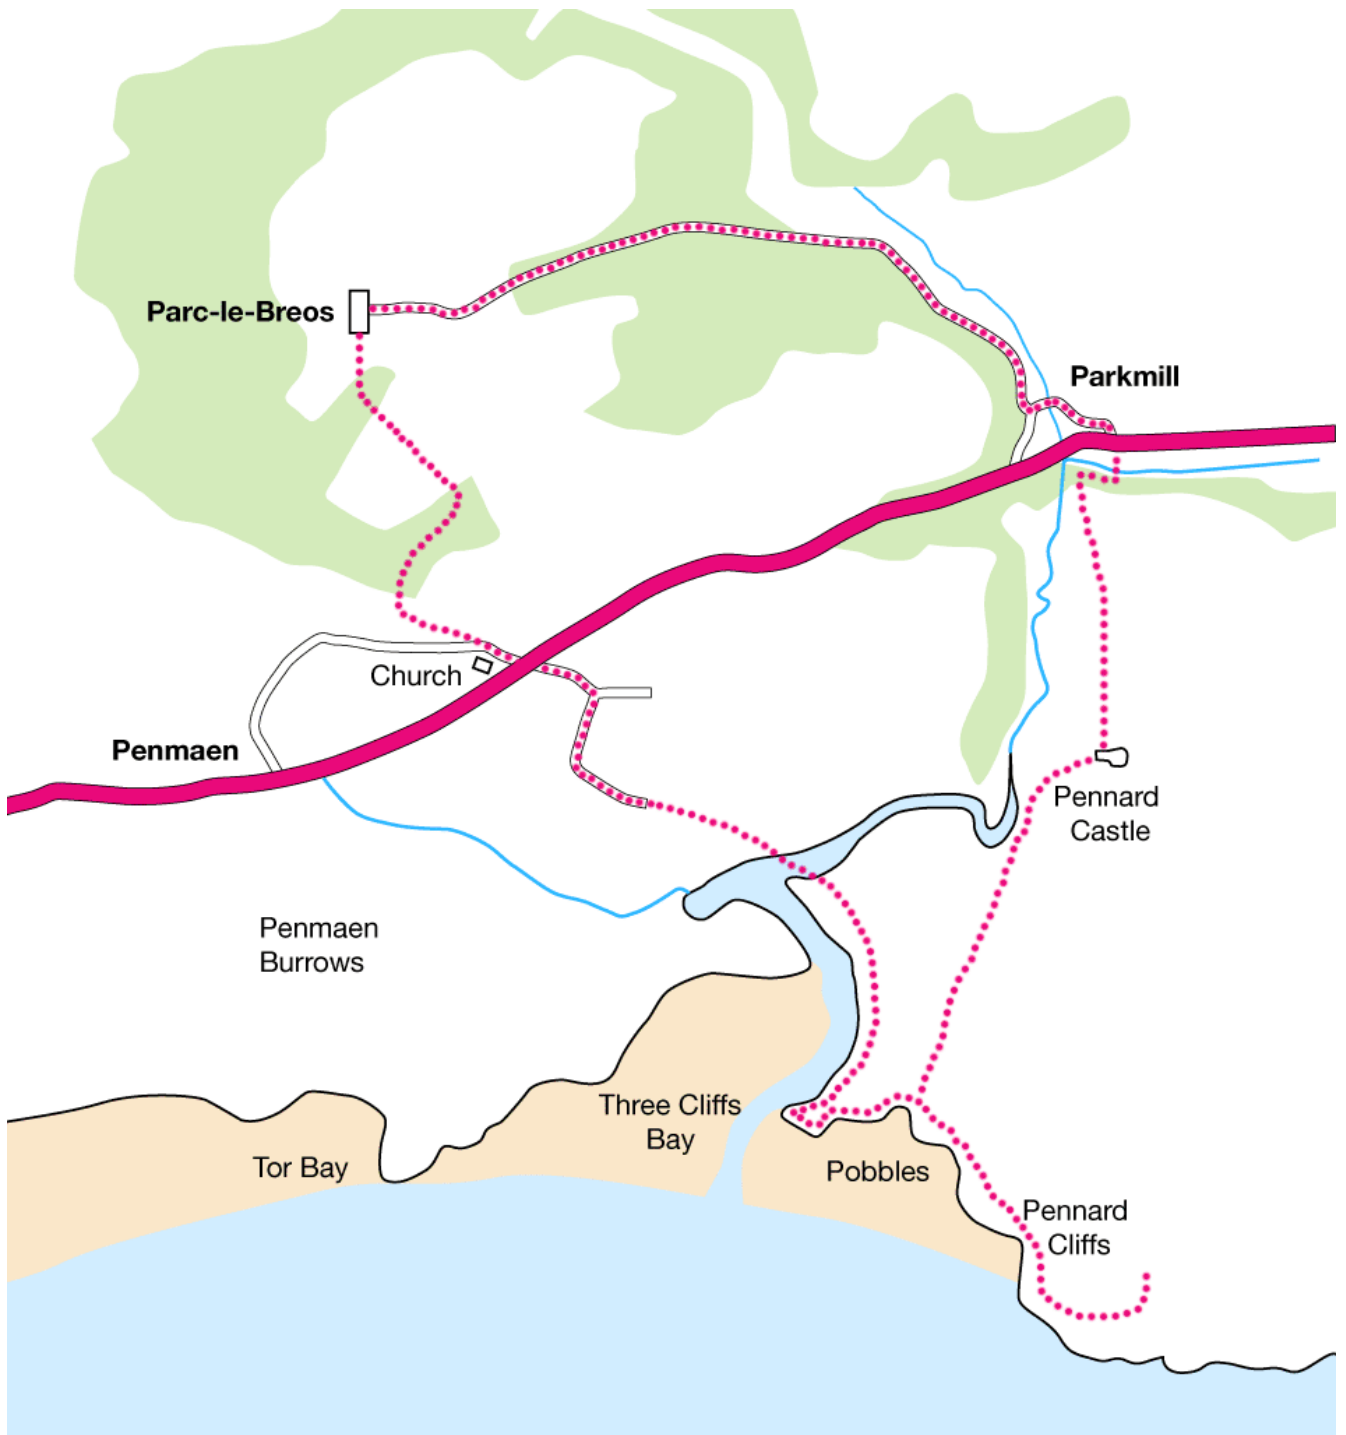 Parc-le-Breos
Parkmill
Church
Penmaen
Pennard
Castle
Penmaen
Burrows
Three Cliffs
Bay
Tor Bay
Pobbles
Pennard
Cliffs